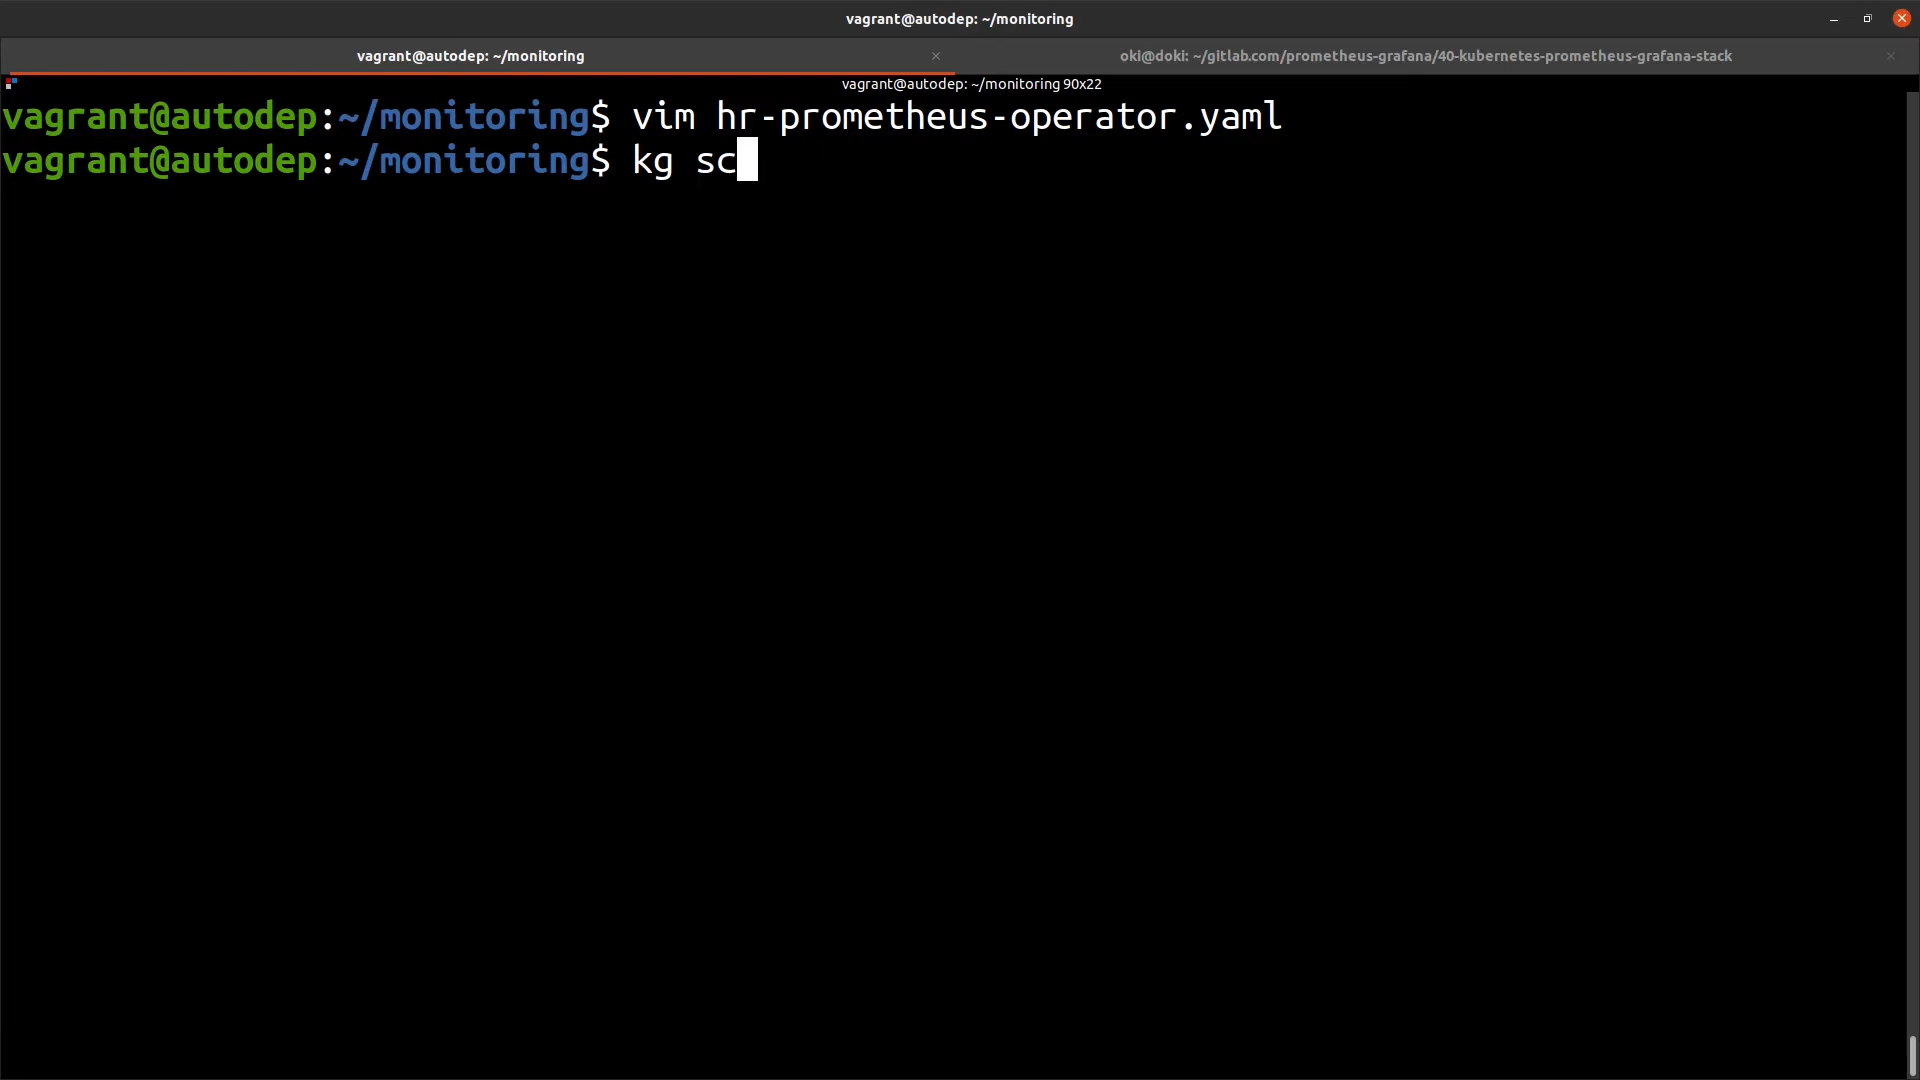 vagrant@autodep: ~/monitoring
vagrant@autodep: ~/monitoring
oki@doki: ~/gitlab.com/prometheus-grafana/40-kubernetes-prometheus-grafana-stack
vagrant@autodep: ~/monitoring 90x22
vagrant@autodep:~/monitoring$ vim hr-prometheus-operator.yaml
vagrant@autodep:~/monitoring$ kg sc